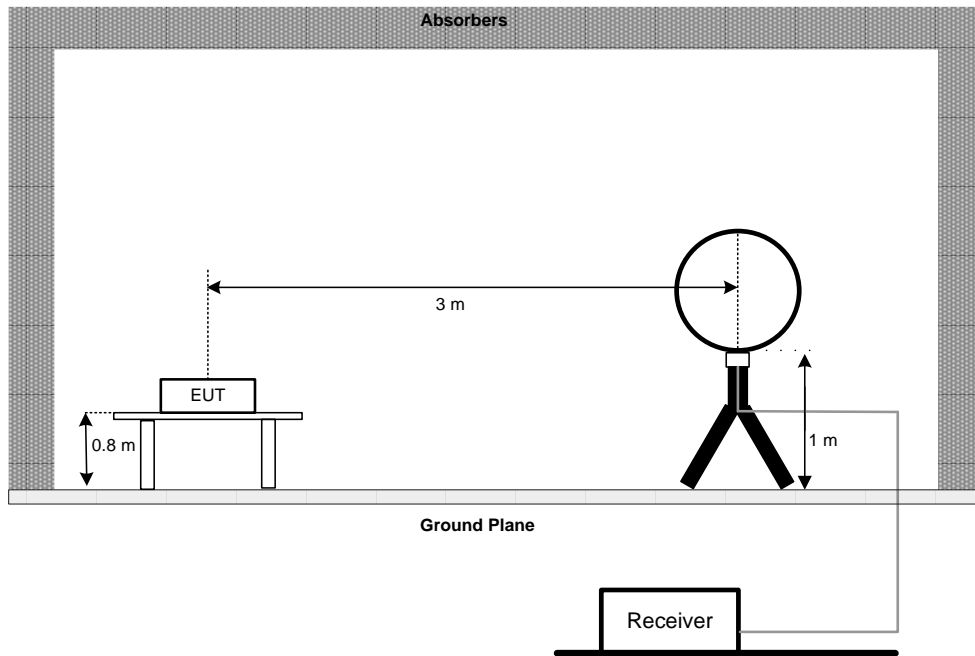 Absorbers
3 m
EUT
0.8 m
1 m
Ground Plane
Receiver